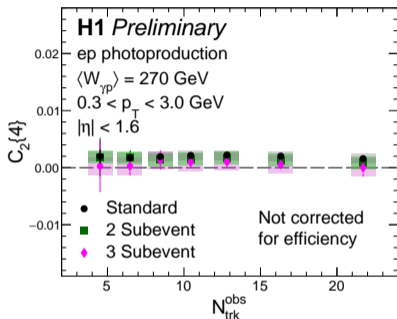 H1 Preliminary
ep photoproduction
⟨W_γp⟩ = 270 GeV
0.3 < p_T < 3.0 GeV
|η| < 1.6
C_2{4}
0.02
0.01
0.00
−0.01
Standard
2 Subevent
3 Subevent
Not corrected
for efficiency
5 10 15 20
N_trk^obs